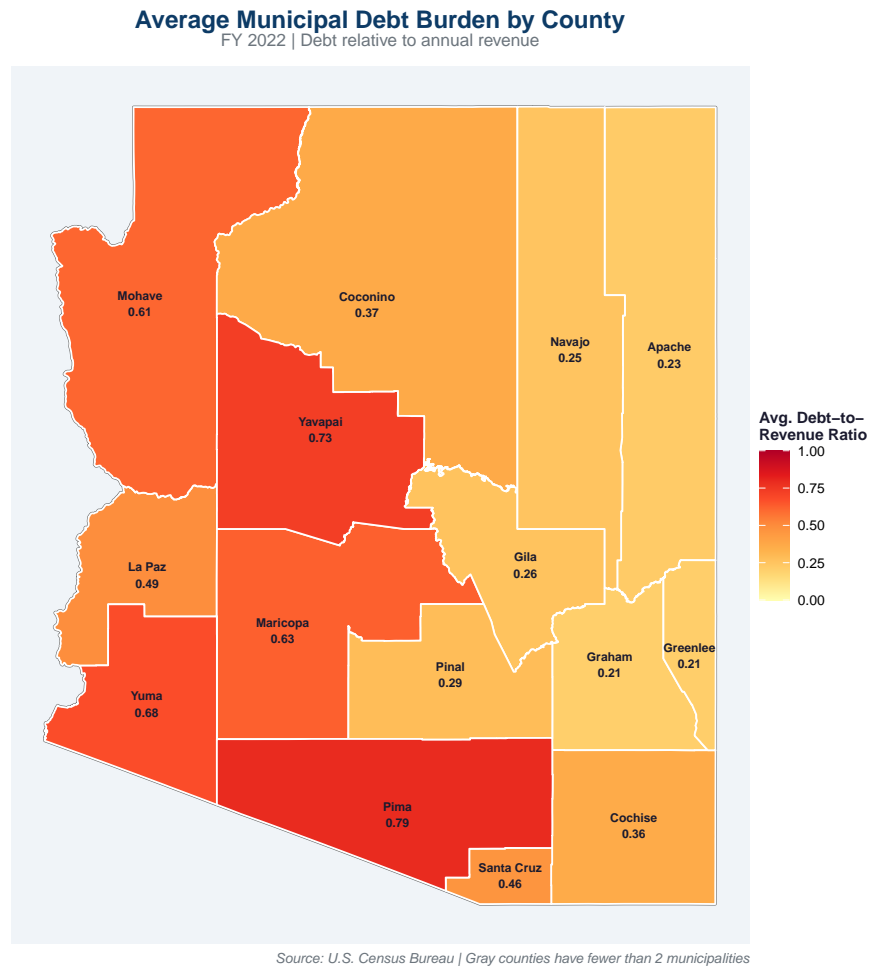 Average Municipal Debt Burden by County
FY 2022 | Debt relative to annual revenue
Mohave
0.61
Coconino
0.37
Navajo
0.25
Apache
0.23
Yavapai
0.73
La Paz
0.49
Gila
0.26
Maricopa
0.63
Pinal
0.29
Graham
0.21
Greenlee
0.21
Yuma
0.68
Pima
0.79
Cochise
0.36
Santa Cruz
0.46
Avg. Debt–to–
Revenue Ratio
1.00
0.75
0.50
0.25
0.00
Source: U.S. Census Bureau | Gray counties have fewer than 2 municipalities